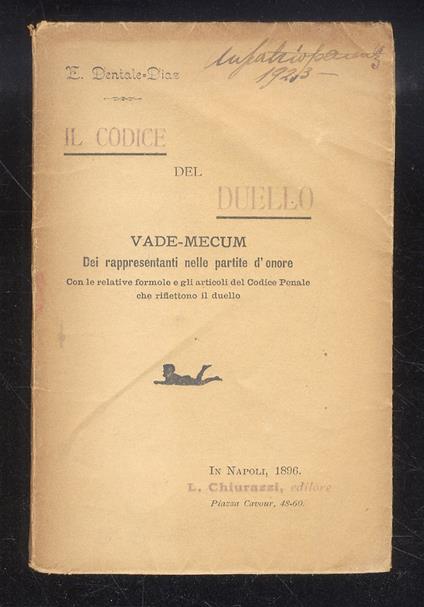 E. Dentale-Diaz
1923
IL CODICE
DEL
DUELLO
VADE-MECUM
Dei rappresentanti nelle partite d'onore
Con le relative formole e gli articoli del Codice Penale
che riflettono il duello
IN NAPOLI, 1896.
L. Chiurazzi, editore
Piazza Cavour, 48-60.